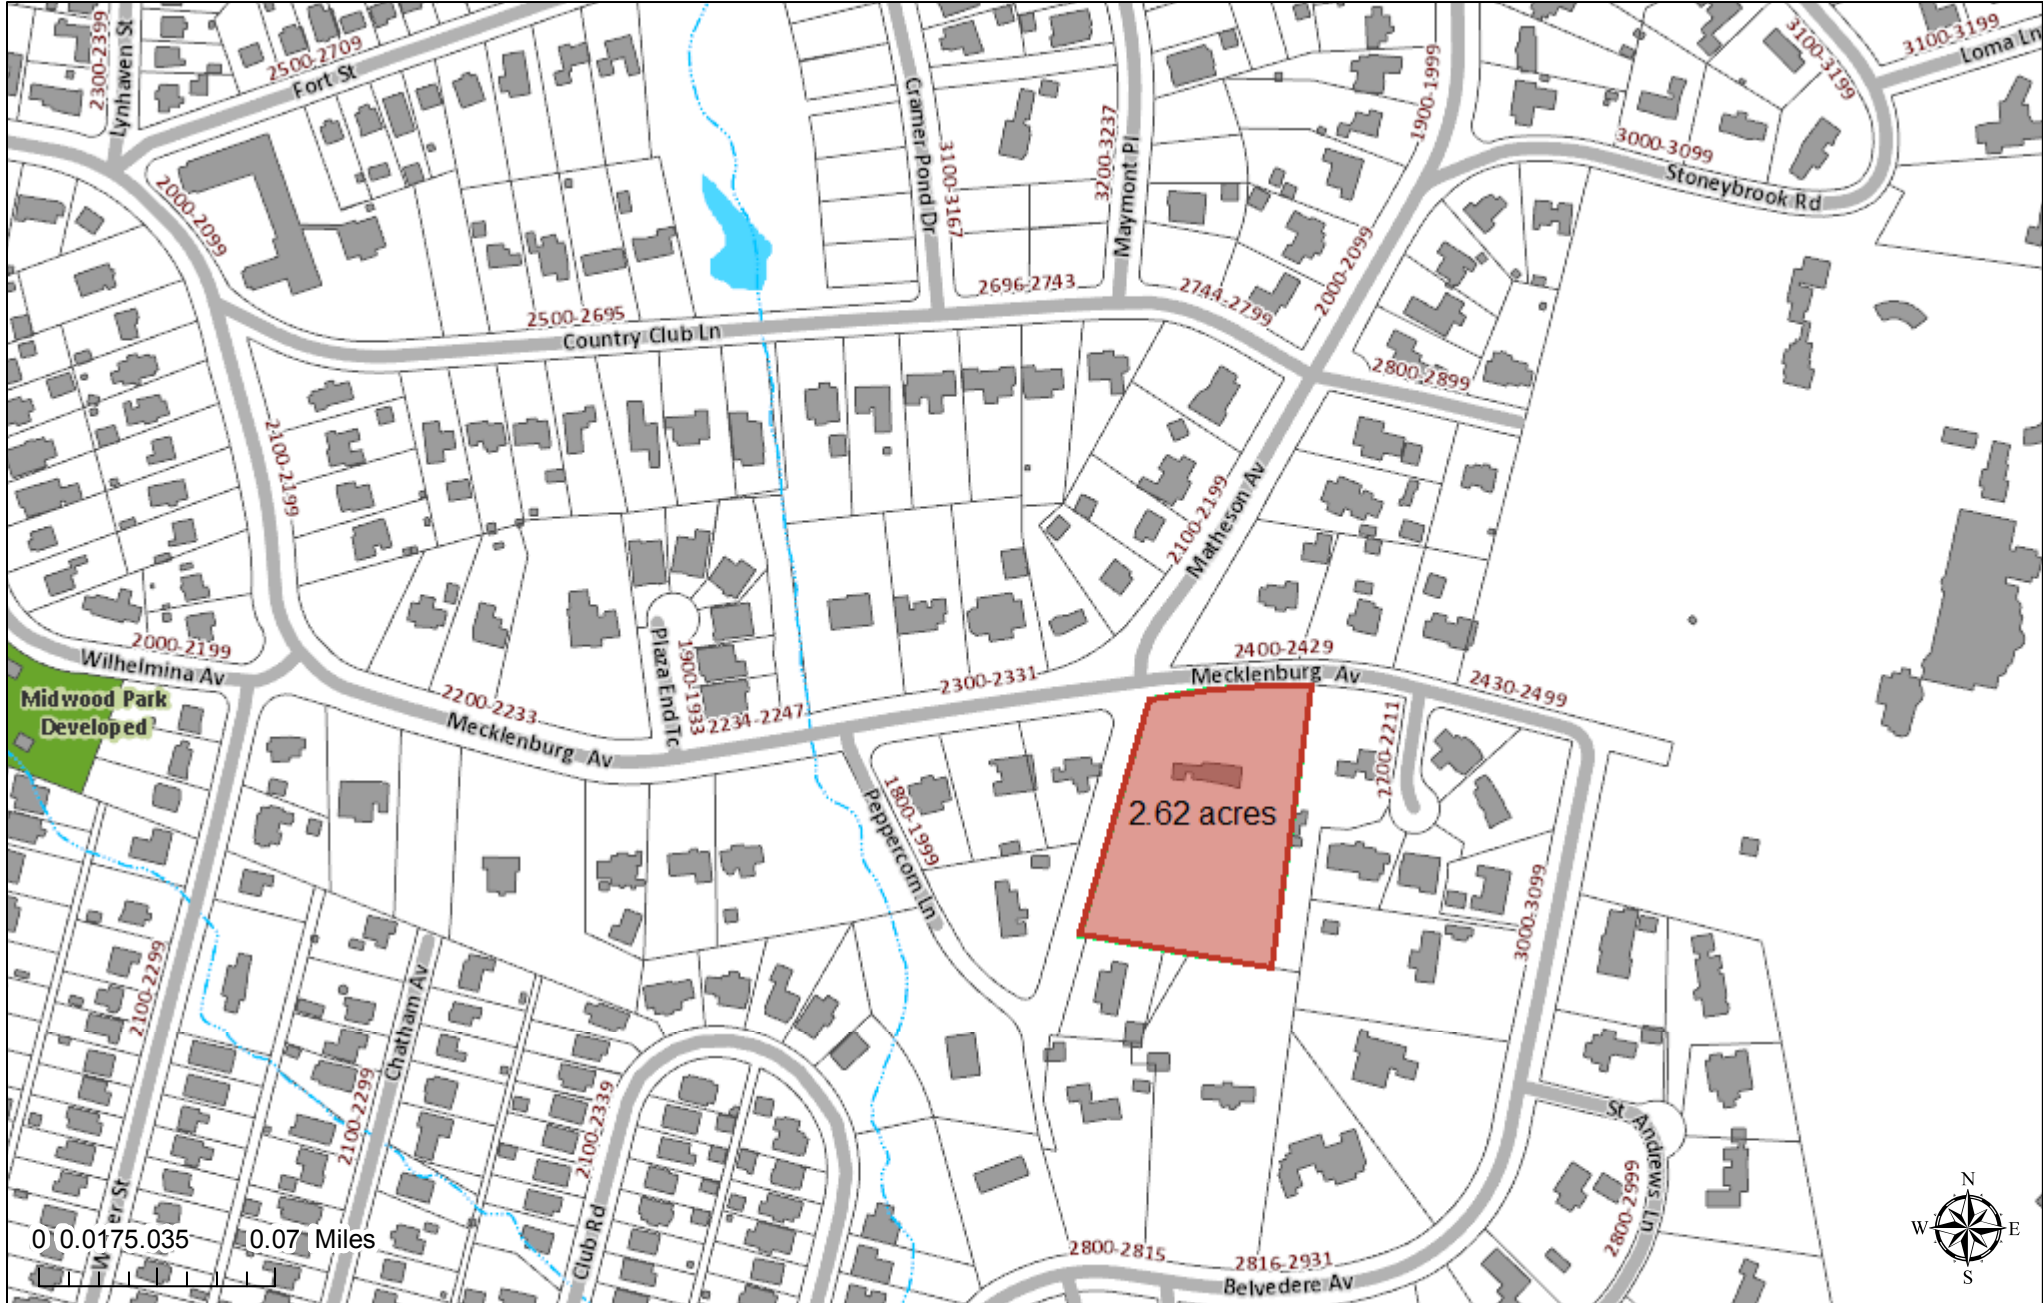 2300-2399
Lynhaven St
2500-2709
Fort St
Cramer Pond Dr
3100-3167
3200-3237
Maymont Pl
1900-1999
3100-3199
3100-3199
Loma Ln
3000-3099
Stoneybrook Rd
2000-2099
2500-2695
Country Club Ln
2696-2743
2744-2799
2000-2099
2800-2899
2100-2199
2100-2199
Matheson Av
2000-2199
Wilhelmina Av
Midwood Park
Developed
2200-2233
Mecklenburg Av
Plaza End Tc
1900-1933
2234-2247
2300-2331
2400-2429
Mecklenburg Av
2430-2499
2200-2211
1800-1999
Peppercorn Ln
2.62 acres
3000-3099
2100-2299
Chatham Av
2100-2299
2100-2339
Club Rd
St Andrews Ln
2800-2999
2800-2815
2816-2931
Belvedere Av
er St
0 0.0175.035 0.07 Miles
N
W E
S